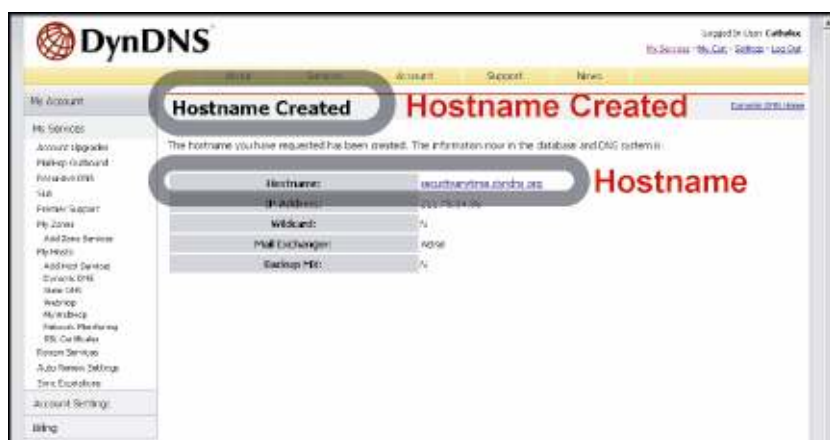 DynDNS
Logged In User: Catholex
My Services - My Cart - Settings - Log Out
About Services Account Support News
My Account
Hostname Created
Hostname Created
Dynamic DNS Home
My Services
The hostname you have requested has been created. The information now in the database and DNS system is:
Account Upgrades
MailHop Outbound
Recursive DNS
Premier Support
My Zones
Add Zone Services
My Hosts
Add Host Services
Dynamic DNS
Static DNS
WebHop
MyWebHop
Network Monitoring
SSL Certificates
Renew Services
Auto Renew Settings
Sync Expirations
Account Settings
Billing
Hostname:
Hostname
IP Address:
Wildcard: N
Mail Exchanger: None
Backup MX: N